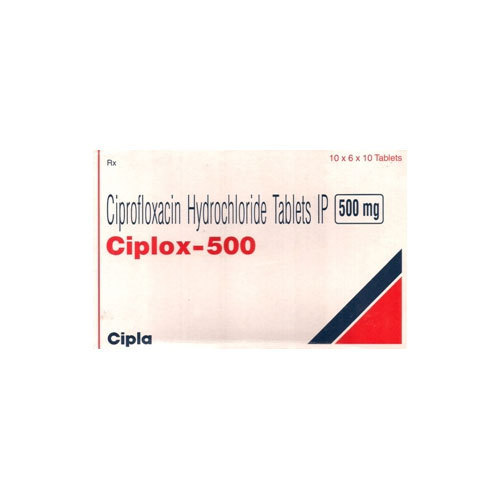 Rx
10 x 6 x 10 Tablets
Ciprofloxacin Hydrochloride Tablets IP 500 mg
Ciplox-500
Cipla